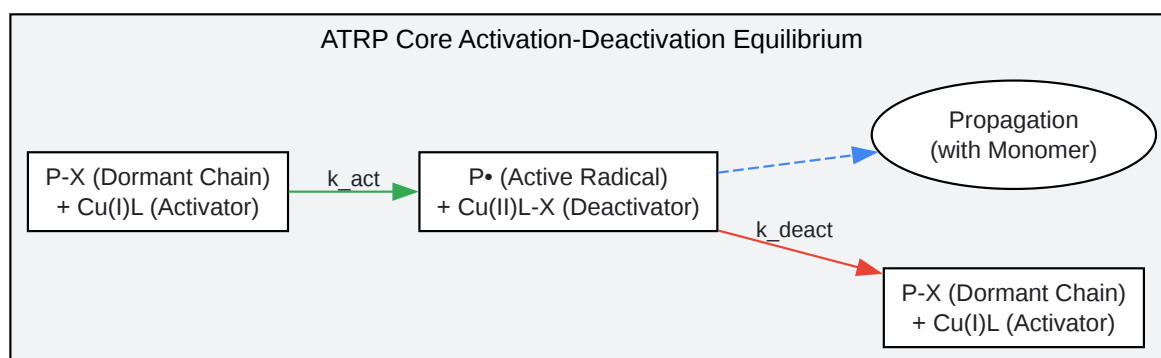 ATRP Core Activation-Deactivation Equilibrium
P-X (Dormant Chain)
+ Cu(I)L (Activator)
k_act
P• (Active Radical)
+ Cu(II)L-X (Deactivator)
Propagation
(with Monomer)
k_deact
P-X (Dormant Chain)
+ Cu(I)L (Activator)